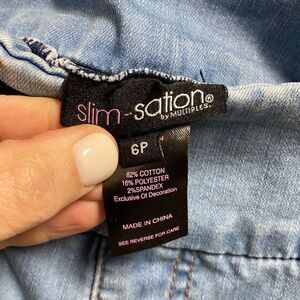 slim-sation®
by MULTIPLES®
6P
82% COTTON
16% POLYESTER
2%SPANDEX
Exclusive Of Decoration
MADE IN CHINA
SEE REVERSE FOR CARE